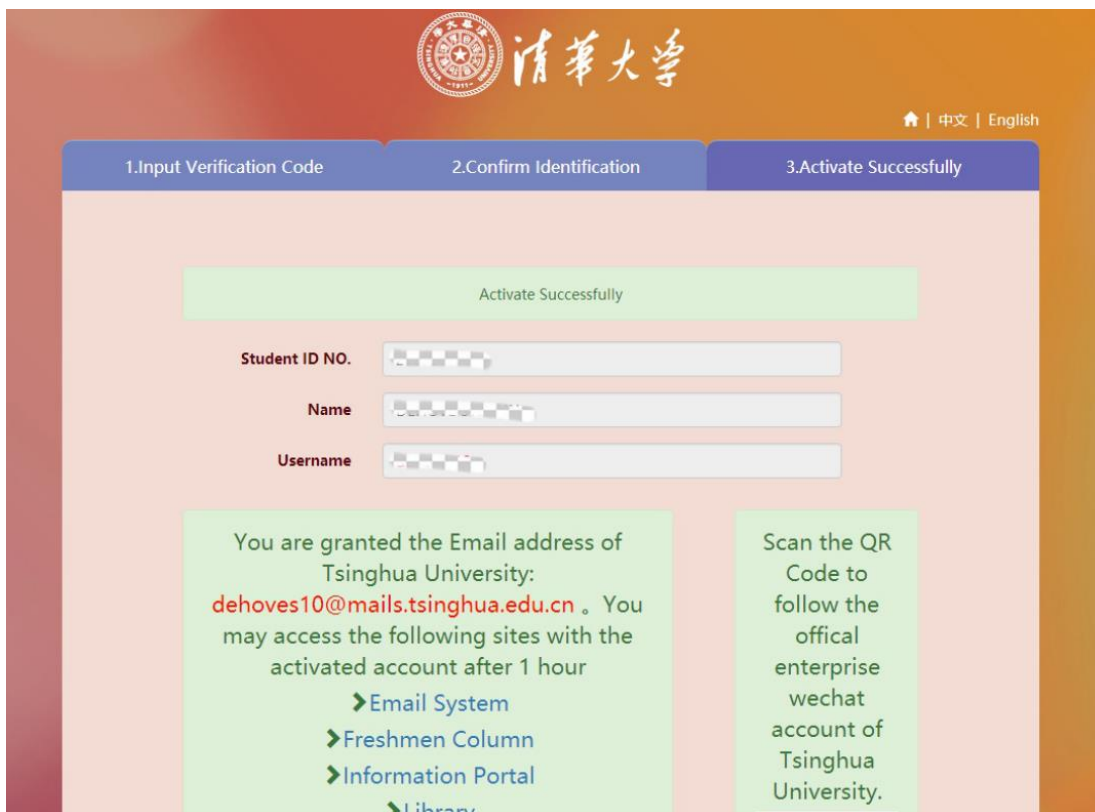 清華大学
中文 | English
1.Input Verification Code
2.Confirm Identification
3.Activate Successfully
Activate Successfully
Student ID NO.
Name
Username
You are granted the Email address of
Tsinghua University:
dehoves10@mails.tsinghua.edu.cn 。You
may access the following sites with the
activated account after 1 hour
Email System
Freshmen Column
Information Portal
Library
Scan the QR
Code to
follow the
offical
enterprise
wechat
account of
Tsinghua
University.